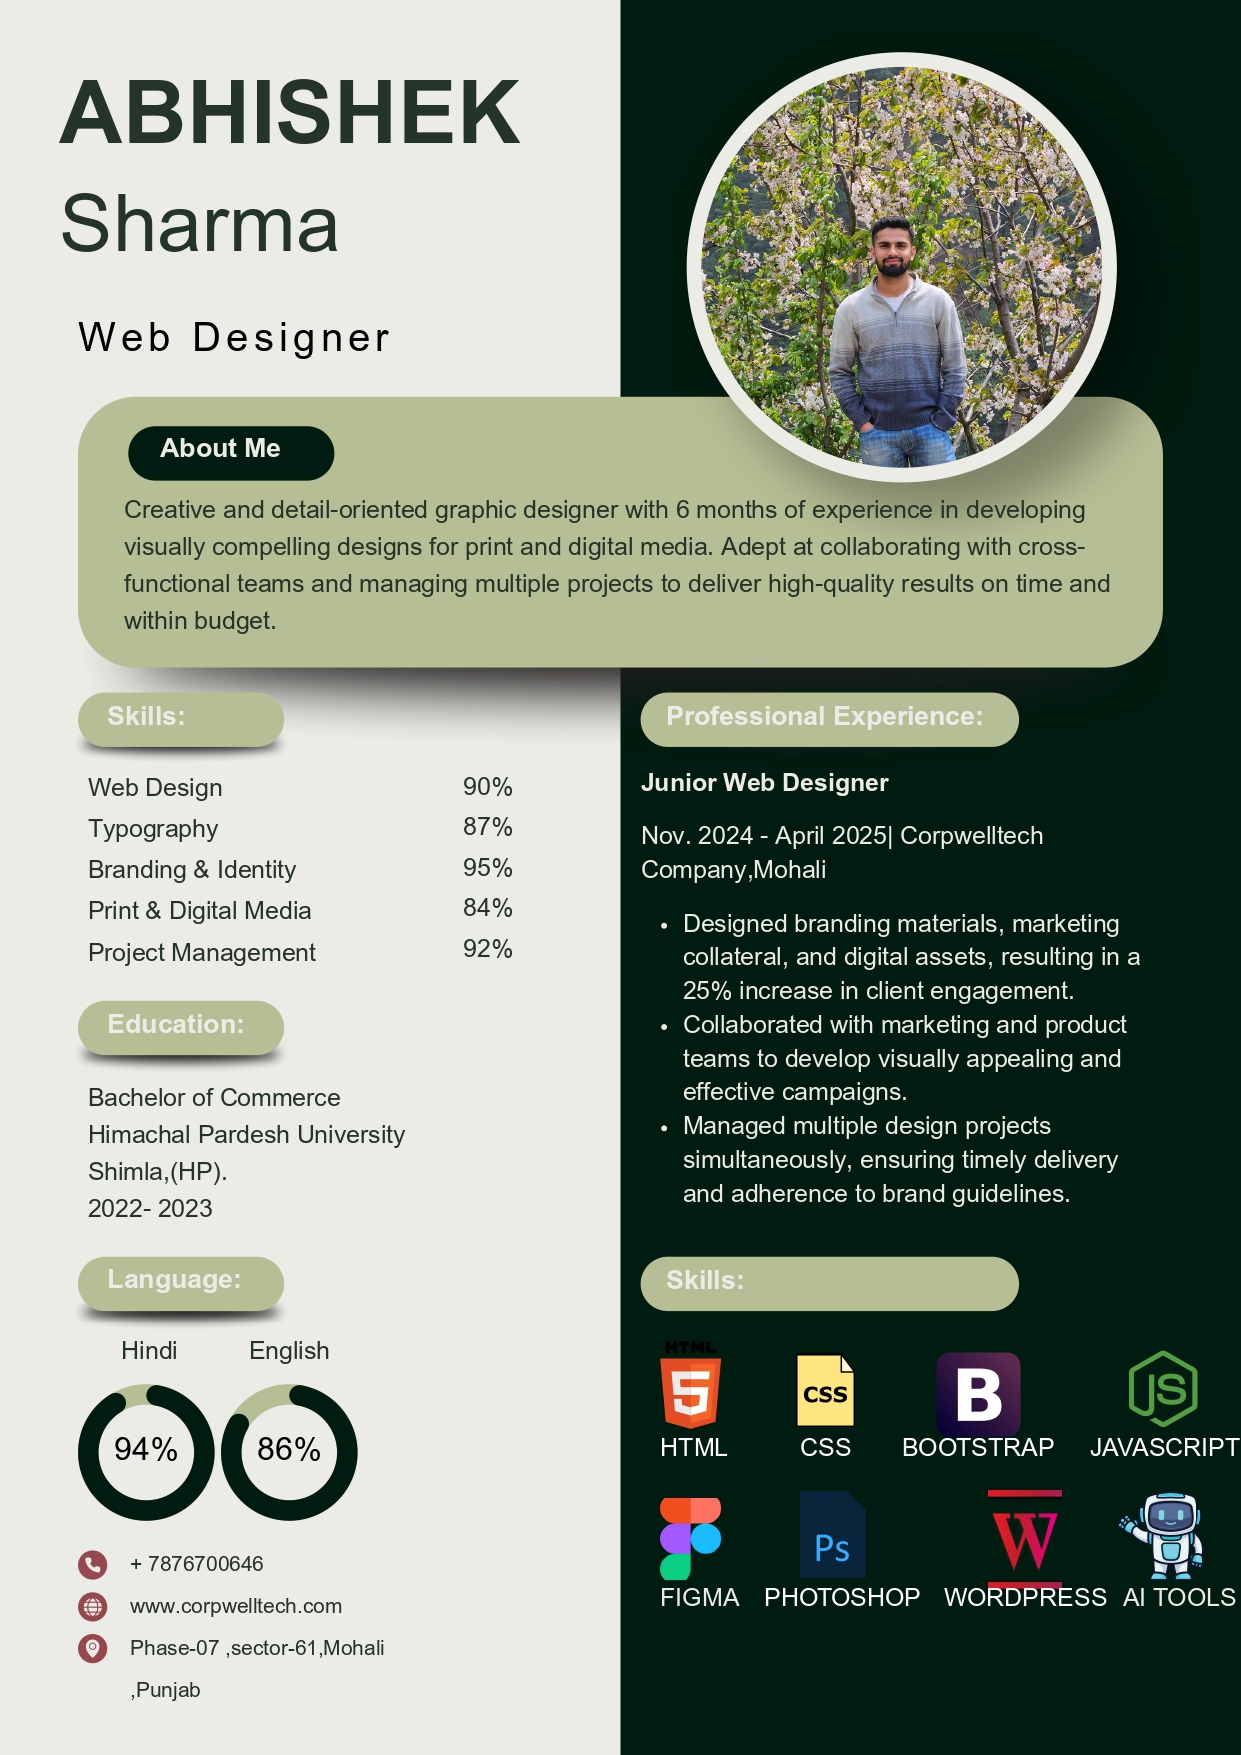 ABHISHEK
Sharma
Web Designer
About Me
Creative and detail-oriented graphic designer with 6 months of experience in developing
visually compelling designs for print and digital media. Adept at collaborating with cross-
functional teams and managing multiple projects to deliver high-quality results on time and
within budget.
Skills:
Web Design 90%
Typography 87%
Branding & Identity 95%
Print & Digital Media 84%
Project Management 92%
Education:
Bachelor of Commerce
Himachal Pardesh University
Shimla,(HP).
2022- 2023
Language:
Hindi English
94% 86%
+ 7876700646
www.corpwelltech.com
Phase-07 ,sector-61,Mohali
,Punjab
Professional Experience:
Junior Web Designer
Nov. 2024 - April 2025| Corpwelltech
Company,Mohali
• Designed branding materials, marketing
collateral, and digital assets, resulting in a
25% increase in client engagement.
• Collaborated with marketing and product
teams to develop visually appealing and
effective campaigns.
• Managed multiple design projects
simultaneously, ensuring timely delivery
and adherence to brand guidelines.
Skills:
HTML
5 CSS B JS
HTML CSS BOOTSTRAP JAVASCRIPT
Ps W
FIGMA PHOTOSHOP WORDPRESS AI TOOLS